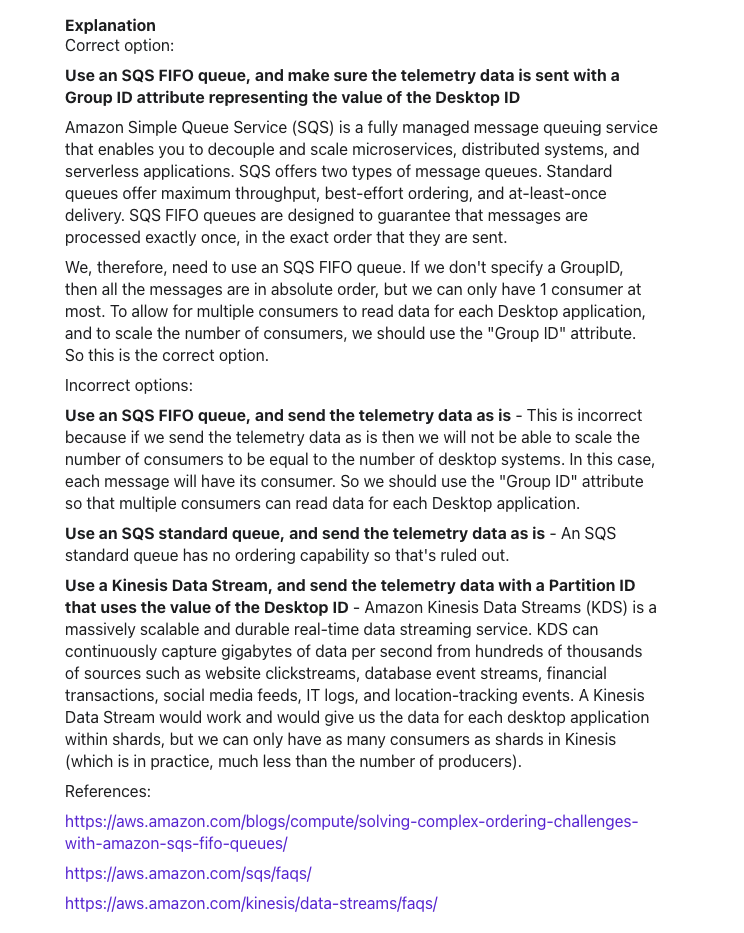 Explanation
Correct option:
Use an SQS FIFO queue, and make sure the telemetry data is sent with a
Group ID attribute representing the value of the Desktop ID
Amazon Simple Queue Service (SQS) is a fully managed message queuing service
that enables you to decouple and scale microservices, distributed systems, and
serverless applications. SQS offers two types of message queues. Standard
queues offer maximum throughput, best-effort ordering, and at-least-once
delivery. SQS FIFO queues are designed to guarantee that messages are
processed exactly once, in the exact order that they are sent.
We, therefore, need to use an SQS FIFO queue. If we don't specify a GroupID,
then all the messages are in absolute order, but we can only have 1 consumer at
most. To allow for multiple consumers to read data for each Desktop application,
and to scale the number of consumers, we should use the "Group ID" attribute.
So this is the correct option.
Incorrect options:
Use an SQS FIFO queue, and send the telemetry data as is - This is incorrect
because if we send the telemetry data as is then we will not be able to scale the
number of consumers to be equal to the number of desktop systems. In this case,
each message will have its consumer. So we should use the "Group ID" attribute
so that multiple consumers can read data for each Desktop application.
Use an SQS standard queue, and send the telemetry data as is - An SQS
standard queue has no ordering capability so that's ruled out.
Use a Kinesis Data Stream, and send the telemetry data with a Partition ID
that uses the value of the Desktop ID - Amazon Kinesis Data Streams (KDS) is a
massively scalable and durable real-time data streaming service. KDS can
continuously capture gigabytes of data per second from hundreds of thousands
of sources such as website clickstreams, database event streams, financial
transactions, social media feeds, IT logs, and location-tracking events. A Kinesis
Data Stream would work and would give us the data for each desktop application
within shards, but we can only have as many consumers as shards in Kinesis
(which is in practice, much less than the number of producers).
References:
https://aws.amazon.com/blogs/compute/solving-complex-ordering-challenges-
with-amazon-sqs-fifo-queues/
https://aws.amazon.com/sqs/faqs/
https://aws.amazon.com/kinesis/data-streams/faqs/